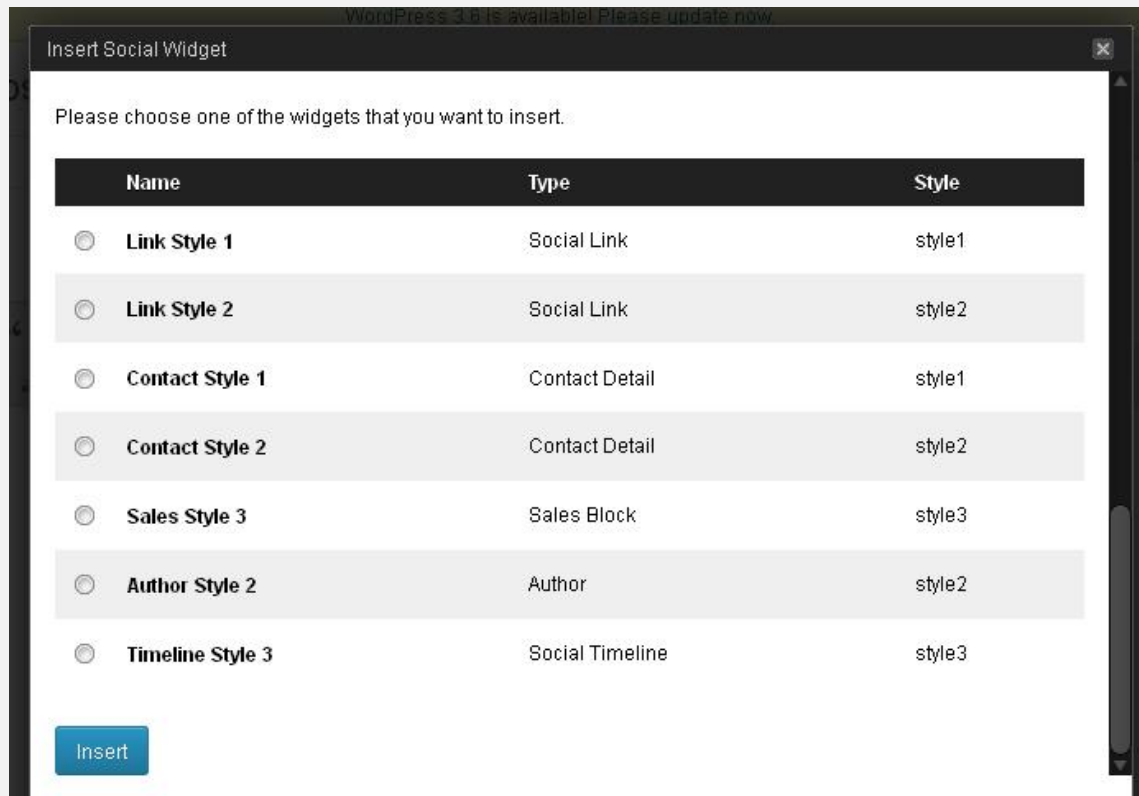 WordPress 3.6 is available! Please update now.
Insert Social Widget
Please choose one of the widgets that you want to insert.
Name Type Style
Link Style 1 Social Link style1
Link Style 2 Social Link style2
Contact Style 1 Contact Detail style1
Contact Style 2 Contact Detail style2
Sales Style 3 Sales Block style3
Author Style 2 Author style2
Timeline Style 3 Social Timeline style3
Insert